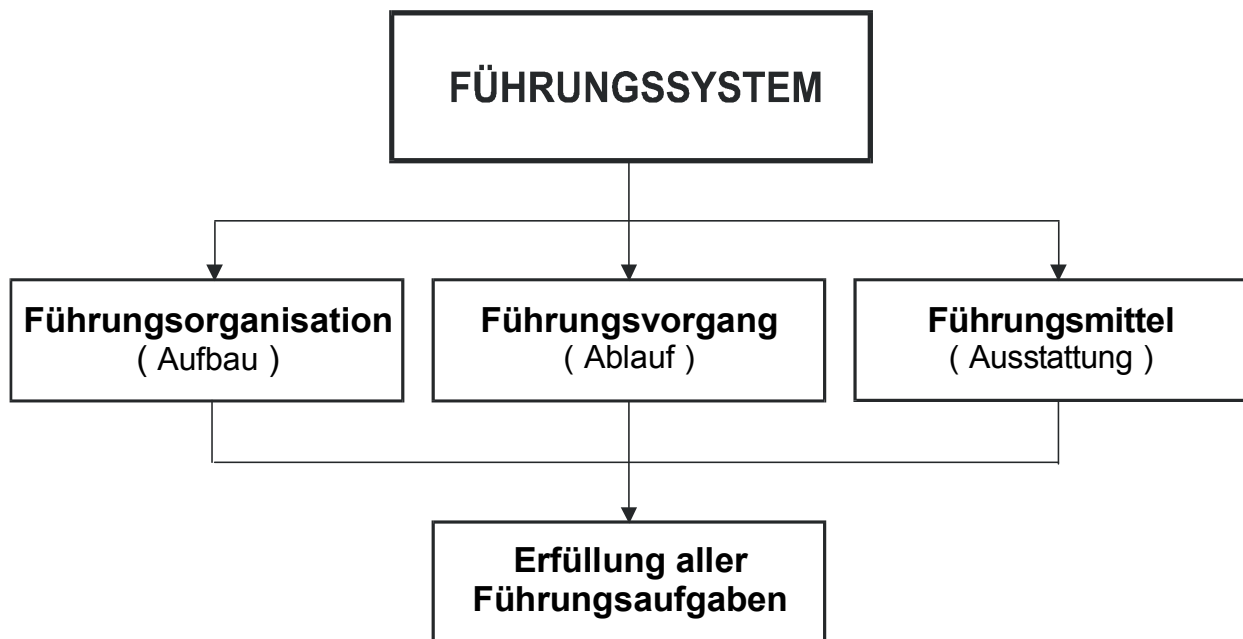 FÜHRUNGSSYSTEM
Führungsorganisation
( Aufbau )
Führungsvorgang
( Ablauf )
Führungsmittel
( Ausstattung )
Erfüllung aller
Führungsaufgaben